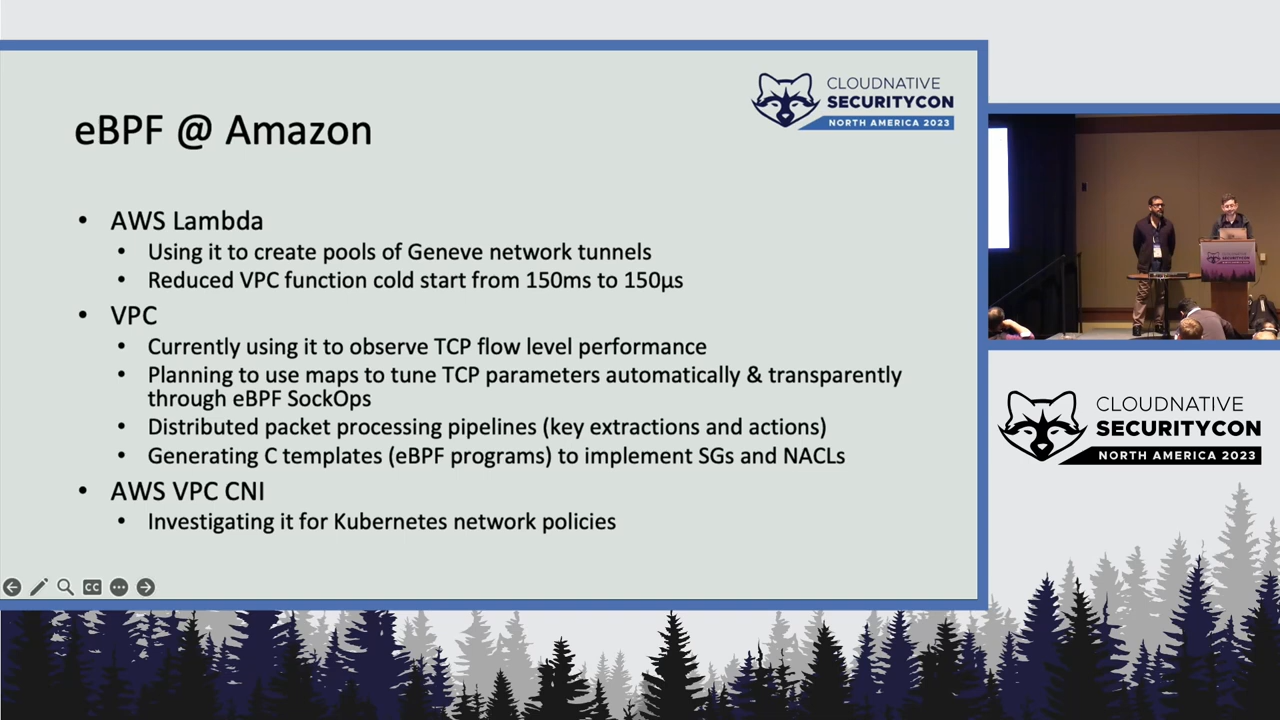 CLOUDNATIVE
SECURITYCON
NORTH AMERICA 2023
eBPF @ Amazon
• AWS Lambda
• Using it to create pools of Geneve network tunnels
• Reduced VPC function cold start from 150ms to 150µs
• VPC
• Currently using it to observe TCP flow level performance
• Planning to use maps to tune TCP parameters automatically & transparently
through eBPF SockOps
• Distributed packet processing pipelines (key extractions and actions)
• Generating C templates (eBPF programs) to implement SGs and NACLs
• AWS VPC CNI
• Investigating it for Kubernetes network policies
CC
CLOUDNATIVE
SECURITYCON
NORTH AMERICA 2023